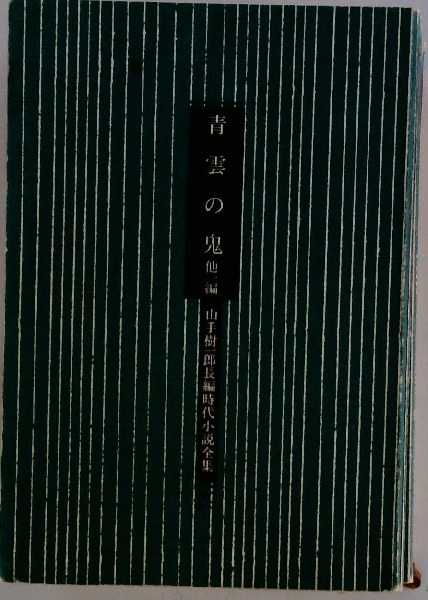 青雲の鬼 他一編
山手樹一郎長編時代小説全集